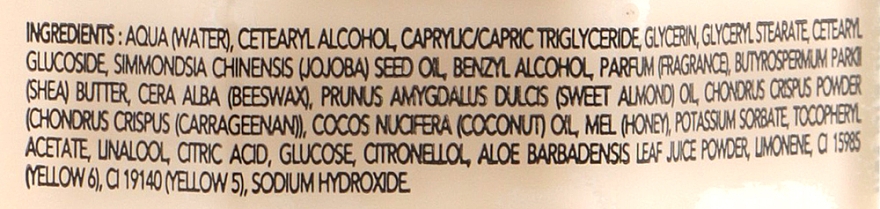 INGREDIENTS : AQUA (WATER), CETEARYL ALCOHOL, CAPRYLIC/CAPRIC TRIGLYCERIDE, GLYCERIN, GLYCERYL STEARATE, CETEARYL
GLUCOSIDE, SIMMONDSIA CHINENSIS (JOJOBA) SEED OIL, BENZYL ALCOHOL, PARFUM (FRAGRANCE), BUTYROSPERMUM PARKII
(SHEA) BUTTER, CERA ALBA (BEESWAX), PRUNUS AMYGDALUS DULCIS (SWEET ALMOND) OIL, CHONDRUS CRISPUS POWDER
(CHONDRUS CRISPUS (CARRAGEENAN)), COCOS NUCIFERA (COCONUT) OIL, MEL (HONEY), POTASSIUM SORBATE, TOCOPHERYL
ACETATE, LINALOOL, CITRIC ACID, GLUCOSE, CITRONELLOL, ALOE BARBADENSIS LEAF JUICE POWDER, LIMONENE, CI 15985
(YELLOW 6), CI 19140 (YELLOW 5), SODIUM HYDROXIDE.